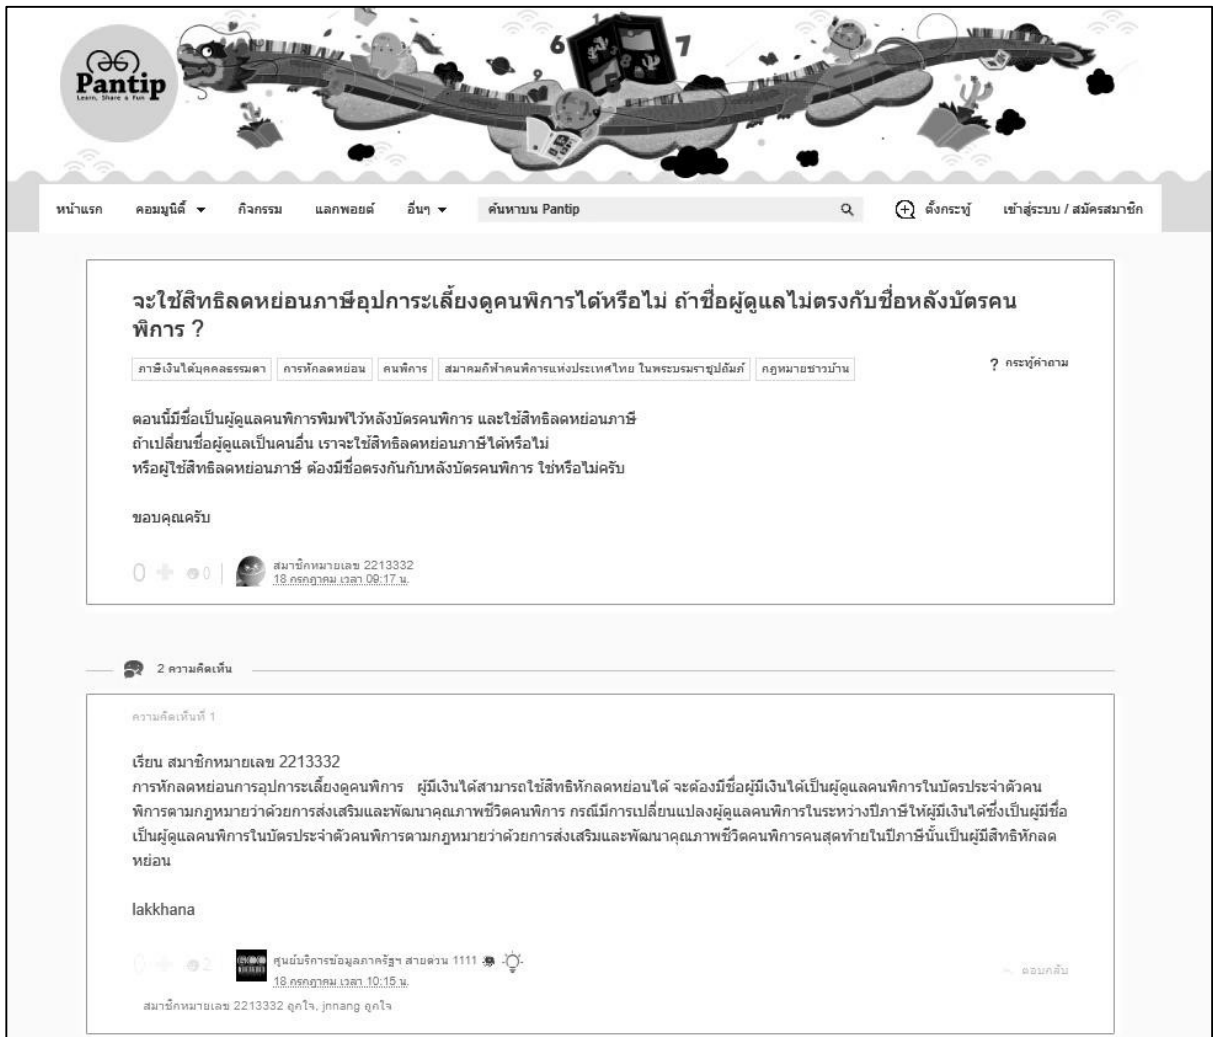 6
7
9
Pantip
Learn, Share & Fun
หน้าแรก คอมมูนิตี้ กิจกรรม แลกพอยต์ อื่นๆ ค้นหาบน Pantip ตั้งกระทู้ เข้าสู่ระบบ / สมัครสมาชิก
จะใช้สิทธิลดหย่อนภาษีอุปการะเลี้ยงดูคนพิการได้หรือไม่ ถ้าชื่อผู้ดูแลไม่ตรงกับชื่อหลังบัตรคน
พิการ ?
ภาษีเงินได้บุคคลธรรมดา การหักลดหย่อน คนพิการ สมาคมกีฬาคนพิการแห่งประเทศไทย ในพระบรมราชูปถัมภ์ กฎหมายชาวบ้าน ? กระทู้คำถาม
ตอนนี้มีชื่อเป็นผู้ดูแลคนพิการพิมพ์ไว้หลังบัตรคนพิการ และใช้สิทธิลดหย่อนภาษี
ถ้าเปลี่ยนชื่อผู้ดูแลเป็นคนอื่น เราจะใช้สิทธิลดหย่อนภาษีได้หรือไม่
หรือผู้ใช้สิทธิลดหย่อนภาษี ต้องมีชื่อตรงกันกับหลังบัตรคนพิการ ใช่หรือไม่ครับ
ขอบคุณครับ
0 0 สมาชิกหมายเลข 2213332
18 กรกฎาคม เวลา 09:17 น.
2 ความคิดเห็น
ความคิดเห็นที่ 1
เรียน สมาชิกหมายเลข 2213332
การหักลดหย่อนการอุปการะเลี้ยงดูคนพิการ ผู้มีเงินได้สามารถใช้สิทธิหักลดหย่อนได้ จะต้องมีชื่อผู้มีเงินได้เป็นผู้ดูแลคนพิการในบัตรประจำตัวคน
พิการตามกฎหมายว่าด้วยการส่งเสริมและพัฒนาคุณภาพชีวิตคนพิการ กรณีมีการเปลี่ยนแปลงผู้ดูแลคนพิการในระหว่างปีภาษีให้ผู้มีเงินได้ซึ่งเป็นผู้มีชื่อ
เป็นผู้ดูแลคนพิการในบัตรประจำตัวคนพิการตามกฎหมายว่าด้วยการส่งเสริมและพัฒนาคุณภาพชีวิตคนพิการคนสุดท้ายในปีภาษีนั้นเป็นผู้มีสิทธิหักลด
หย่อน
lakkhana
0 2 ศูนย์บริการข้อมูลภาครัฐฯ สายด่วน 1111
18 กรกฎาคม เวลา 10:15 น.
ตอบกลับ
สมาชิกหมายเลข 2213332 ถูกใจ, jnnang ถูกใจ